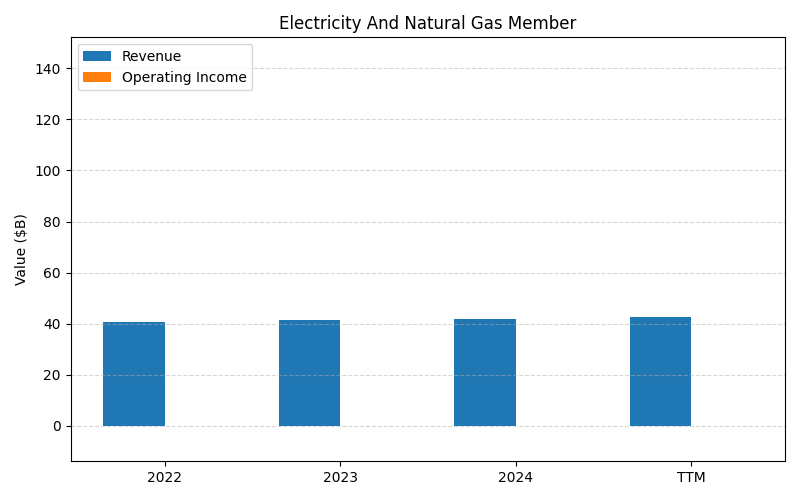 Electricity And Natural Gas Member
Revenue
Operating Income
Value ($B)
140
120
100
80
60
40
20
0
2022
2023
2024
TTM